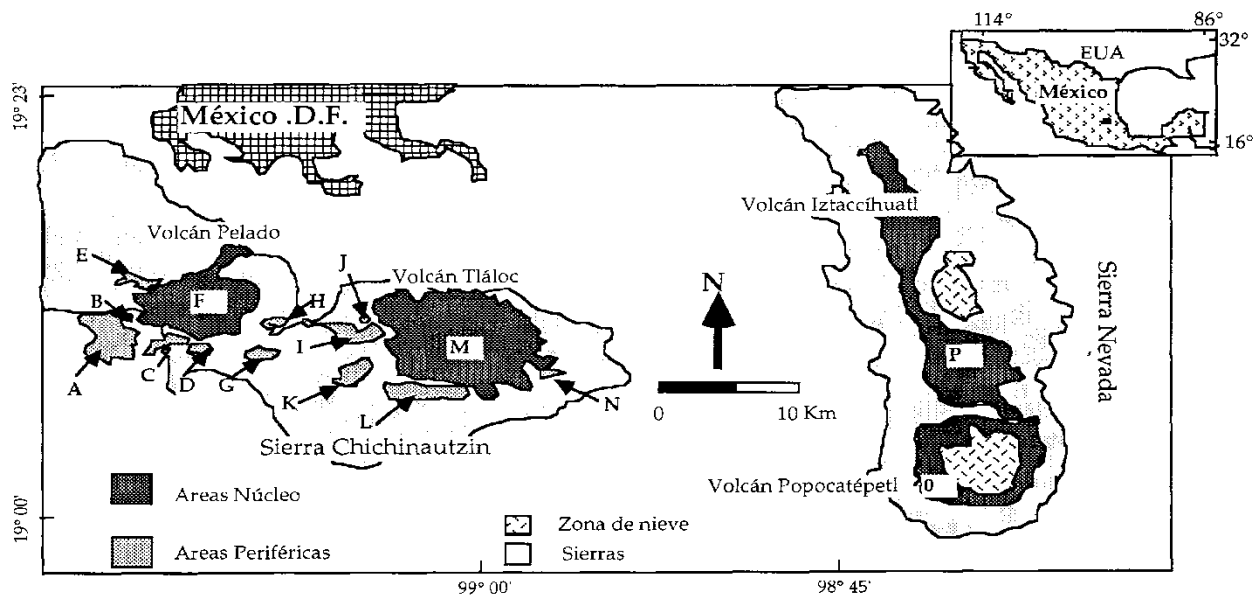 114°
86°
32°
EUA
México
16°
19° 23'
México .D.F.
Volcán Iztaccíhuatl
Volcán Pelado
E
J
Volcán Tláloc
N
Sierra Nevada
B
F
H
I
M
P
A
C
D
G
K
L
N
0
10 Km
Sierra Chichinautzin
Areas Núcleo
Volcán Popocatépetl
0
19° 00'
Zona de nieve
Areas Periféricas
Sierras
99° 00'
98° 45'